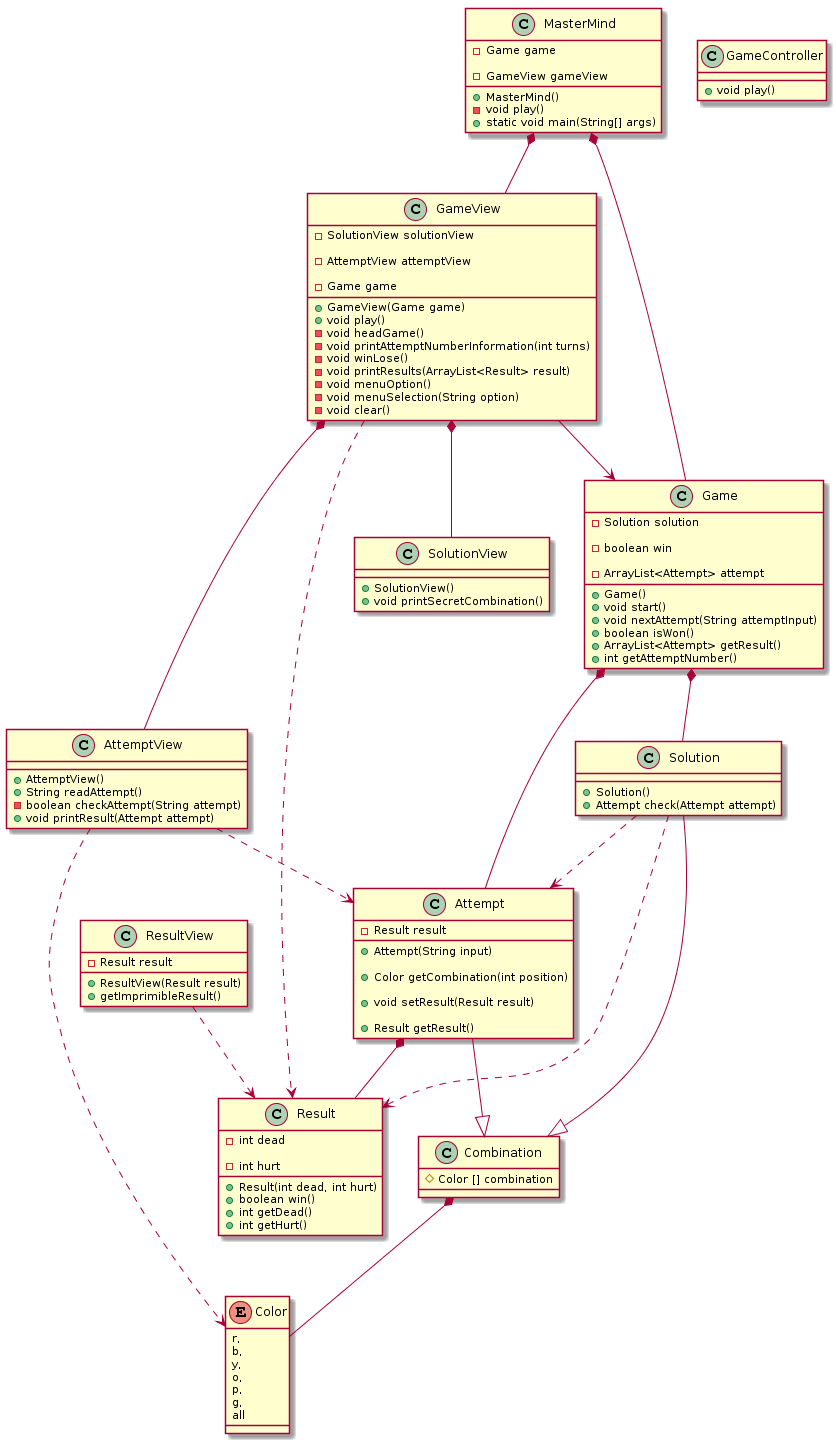 C MasterMind
Game game
GameView gameView
MasterMind()
void play()
static void main(String[] args)
C GameController
void play()
C GameView
SolutionView solutionView
AttemptView attemptView
Game game
GameView(Game game)
void play()
void headGame()
void printAttemptNumberInformation(int turns)
void winLose()
void printResults(ArrayList<Result> result)
void menuOption()
void menuSelection(String option)
void clear()
C Game
Solution solution
boolean win
ArrayList<Attempt> attempt
Game()
void start()
void nextAttempt(String attemptInput)
boolean isWon()
ArrayList<Attempt> getResult()
int getAttemptNumber()
C SolutionView
SolutionView()
void printSecretCombination()
C AttemptView
AttemptView()
String readAttempt()
boolean checkAttempt(String attempt)
void printResult(Attempt attempt)
C Solution
Solution()
Attempt check(Attempt attempt)
C Attempt
Result result
Attempt(String input)
Color getCombination(int position)
void setResult(Result result)
Result getResult()
C ResultView
Result result
ResultView(Result result)
getImprimibleResult()
C Result
int dead
int hurt
Result(int dead, int hurt)
boolean win()
int getDead()
int getHurt()
C Combination
Color [] combination
E Color
r,
b,
y,
o,
p,
g,
all